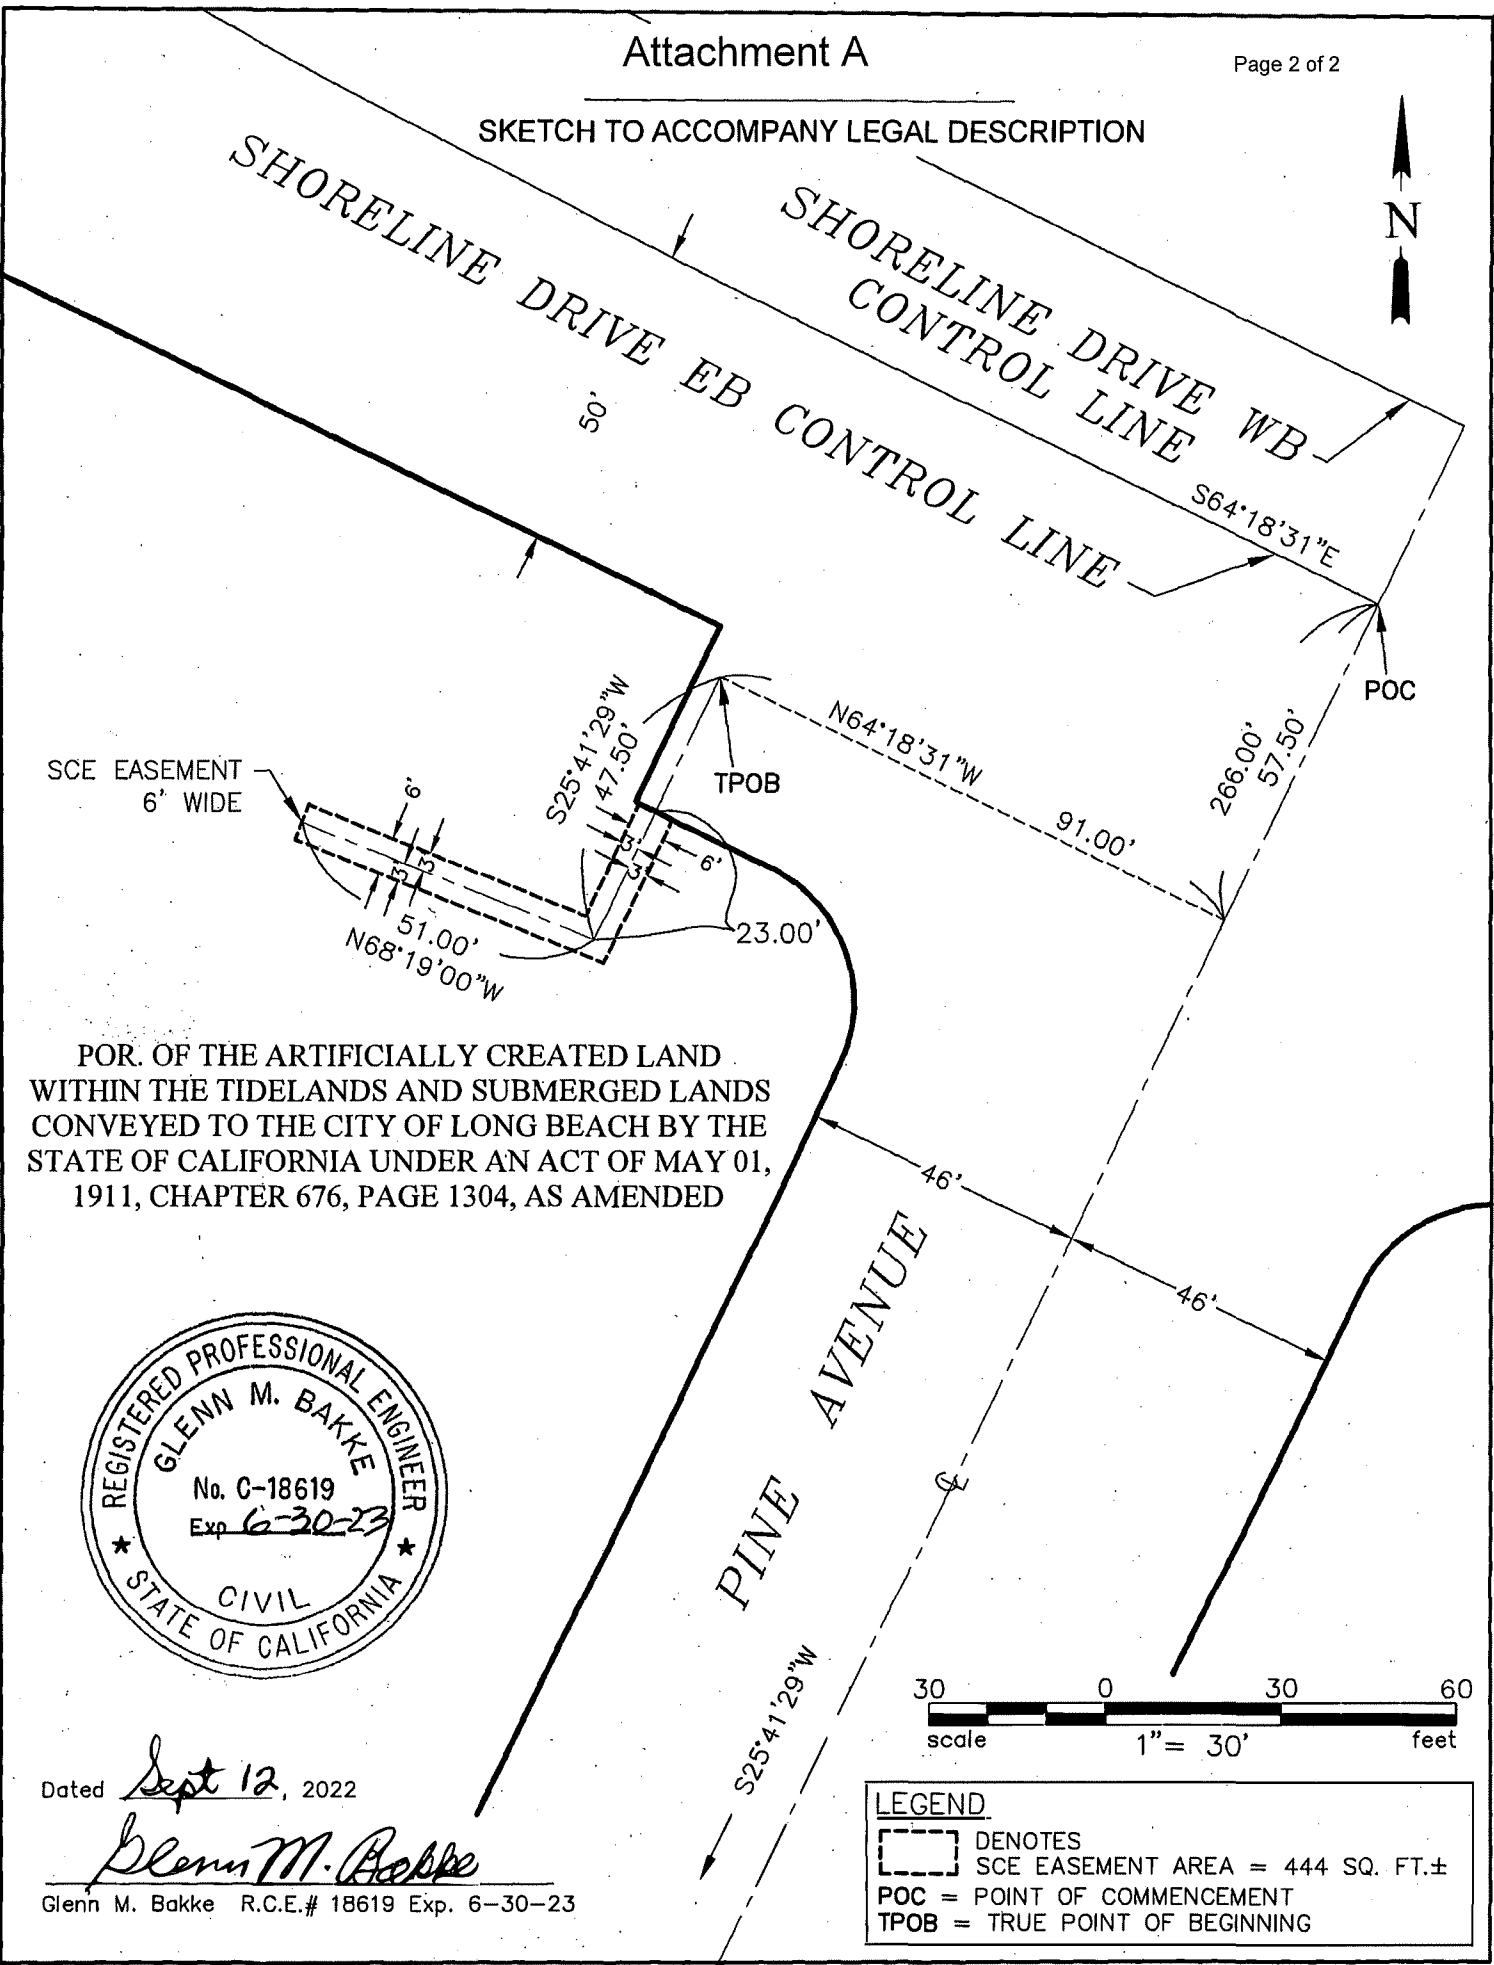 Attachment A
Page 2 of 2
SKETCH TO ACCOMPANY LEGAL DESCRIPTION
N
SHORELINE DRIVE WB
CONTROL LINE
SHORELINE DRIVE EB CONTROL LINE
50'
S64°18'31"E
POC
266.00'
57.50'
N64°18'31"W
91.00'
TPOB
S25°41'29"W
47.50'
SCE EASEMENT
6' WIDE
6'
3'
3'
3'
3'
6'
23.00'
51.00'
N68°19'00"W
POR. OF THE ARTIFICIALLY CREATED LAND
WITHIN THE TIDELANDS AND SUBMERGED LANDS
CONVEYED TO THE CITY OF LONG BEACH BY THE
STATE OF CALIFORNIA UNDER AN ACT OF MAY 01,
1911, CHAPTER 676, PAGE 1304, AS AMENDED
46'
46'
PINE AVENUE
S25°41'29"W
REGISTERED PROFESSIONAL ENGINEER
GLENN M. BAKKE
No. C-18619
Exp 6-30-23
CIVIL
STATE OF CALIFORNIA
30 0 30 60
scale 1"= 30' feet
Dated Sept 12, 2022
Glenn M. Bakke
Glenn M. Bakke R.C.E.# 18619 Exp. 6-30-23
LEGEND
DENOTES
SCE EASEMENT AREA = 444 SQ. FT.±
POC = POINT OF COMMENCEMENT
TPOB = TRUE POINT OF BEGINNING